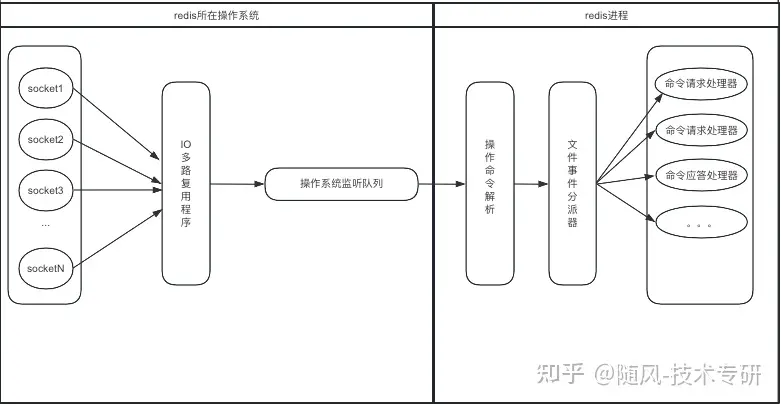 redis所在操作系统
redis进程
socket1
socket2
socket3
...
socketN
IO多路复用程序
操作系统监听队列
操作命令解析
文件事件分派器
命令请求处理器
命令请求处理器
命令应答处理器
。。。
知乎 @随风-技术专研